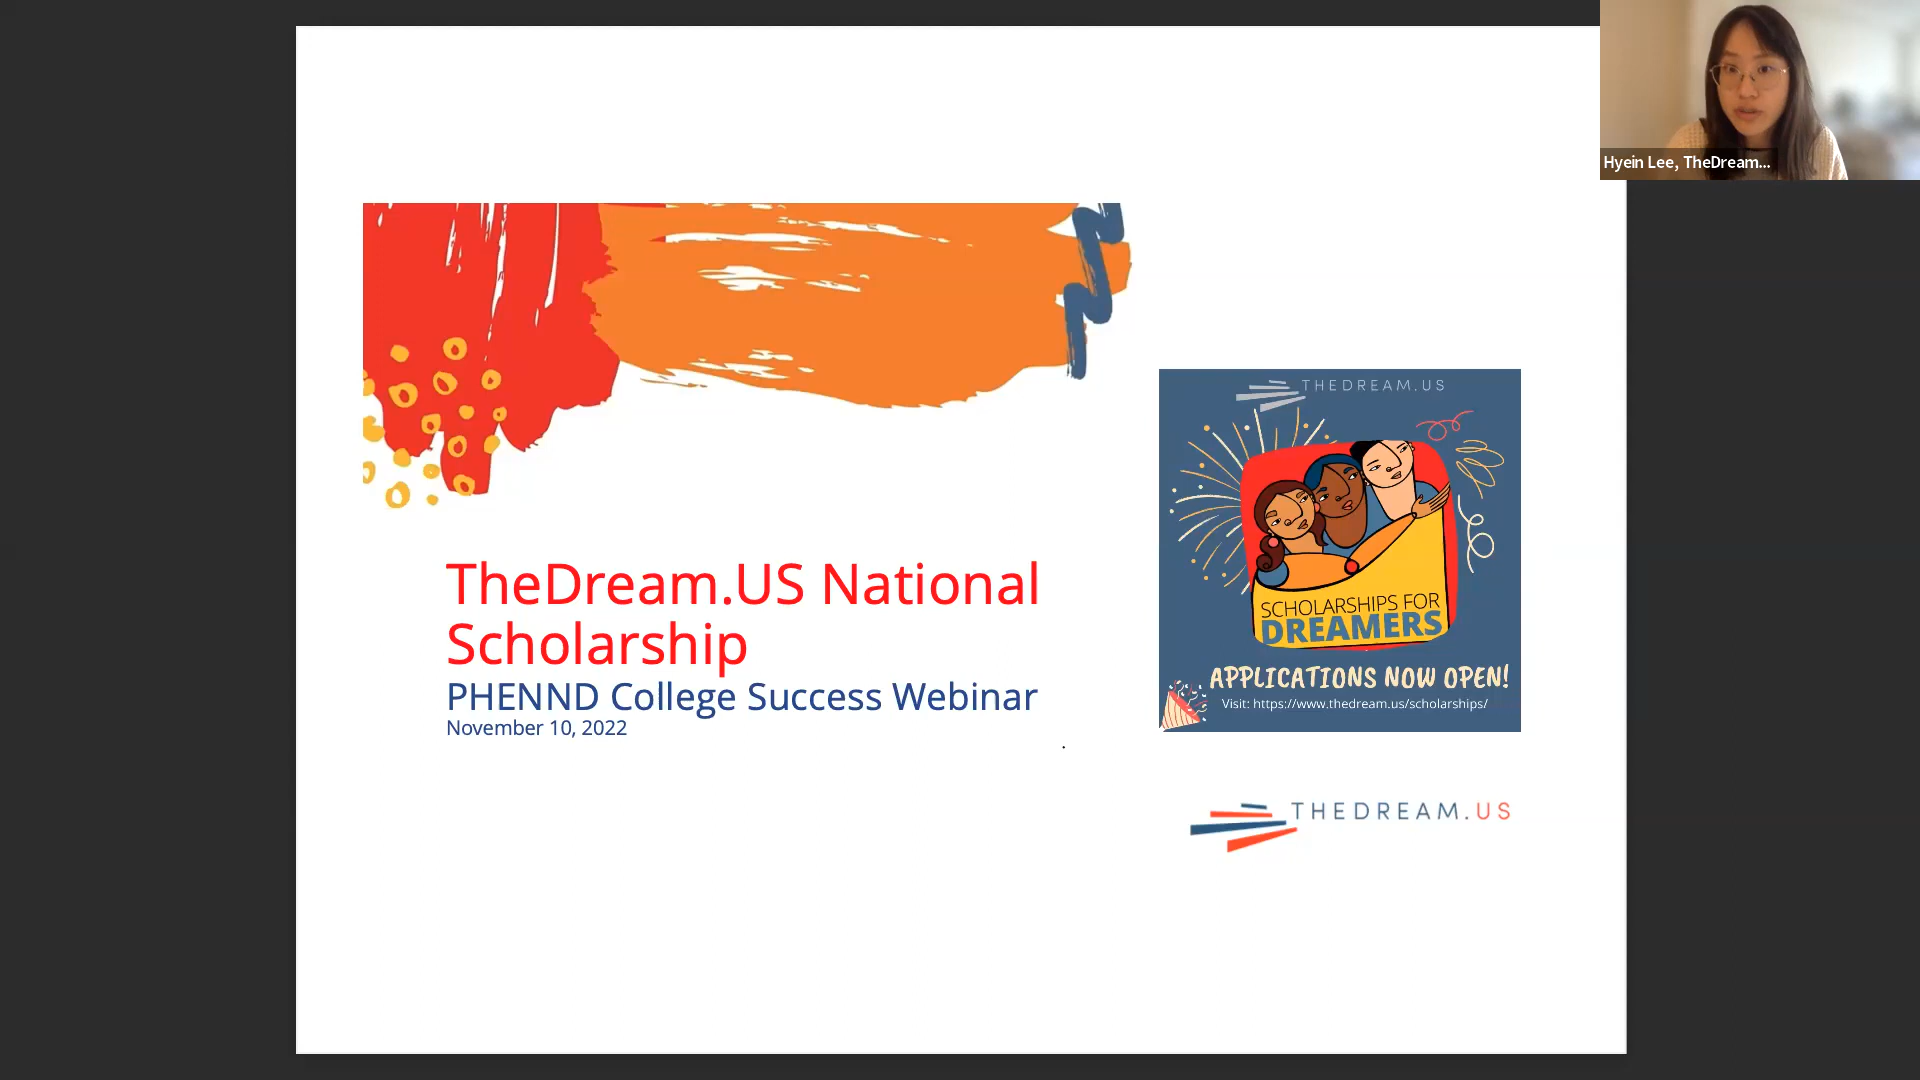 Hyein Lee, TheDream...
TheDream.US National
Scholarship
PHENND College Success Webinar
November 10, 2022
THEDREAM.US
SCHOLARSHIPS FOR
DREAMERS
APPLICATIONS NOW OPEN!
Visit: https://www.thedream.us/scholarships/
THEDREAM.US